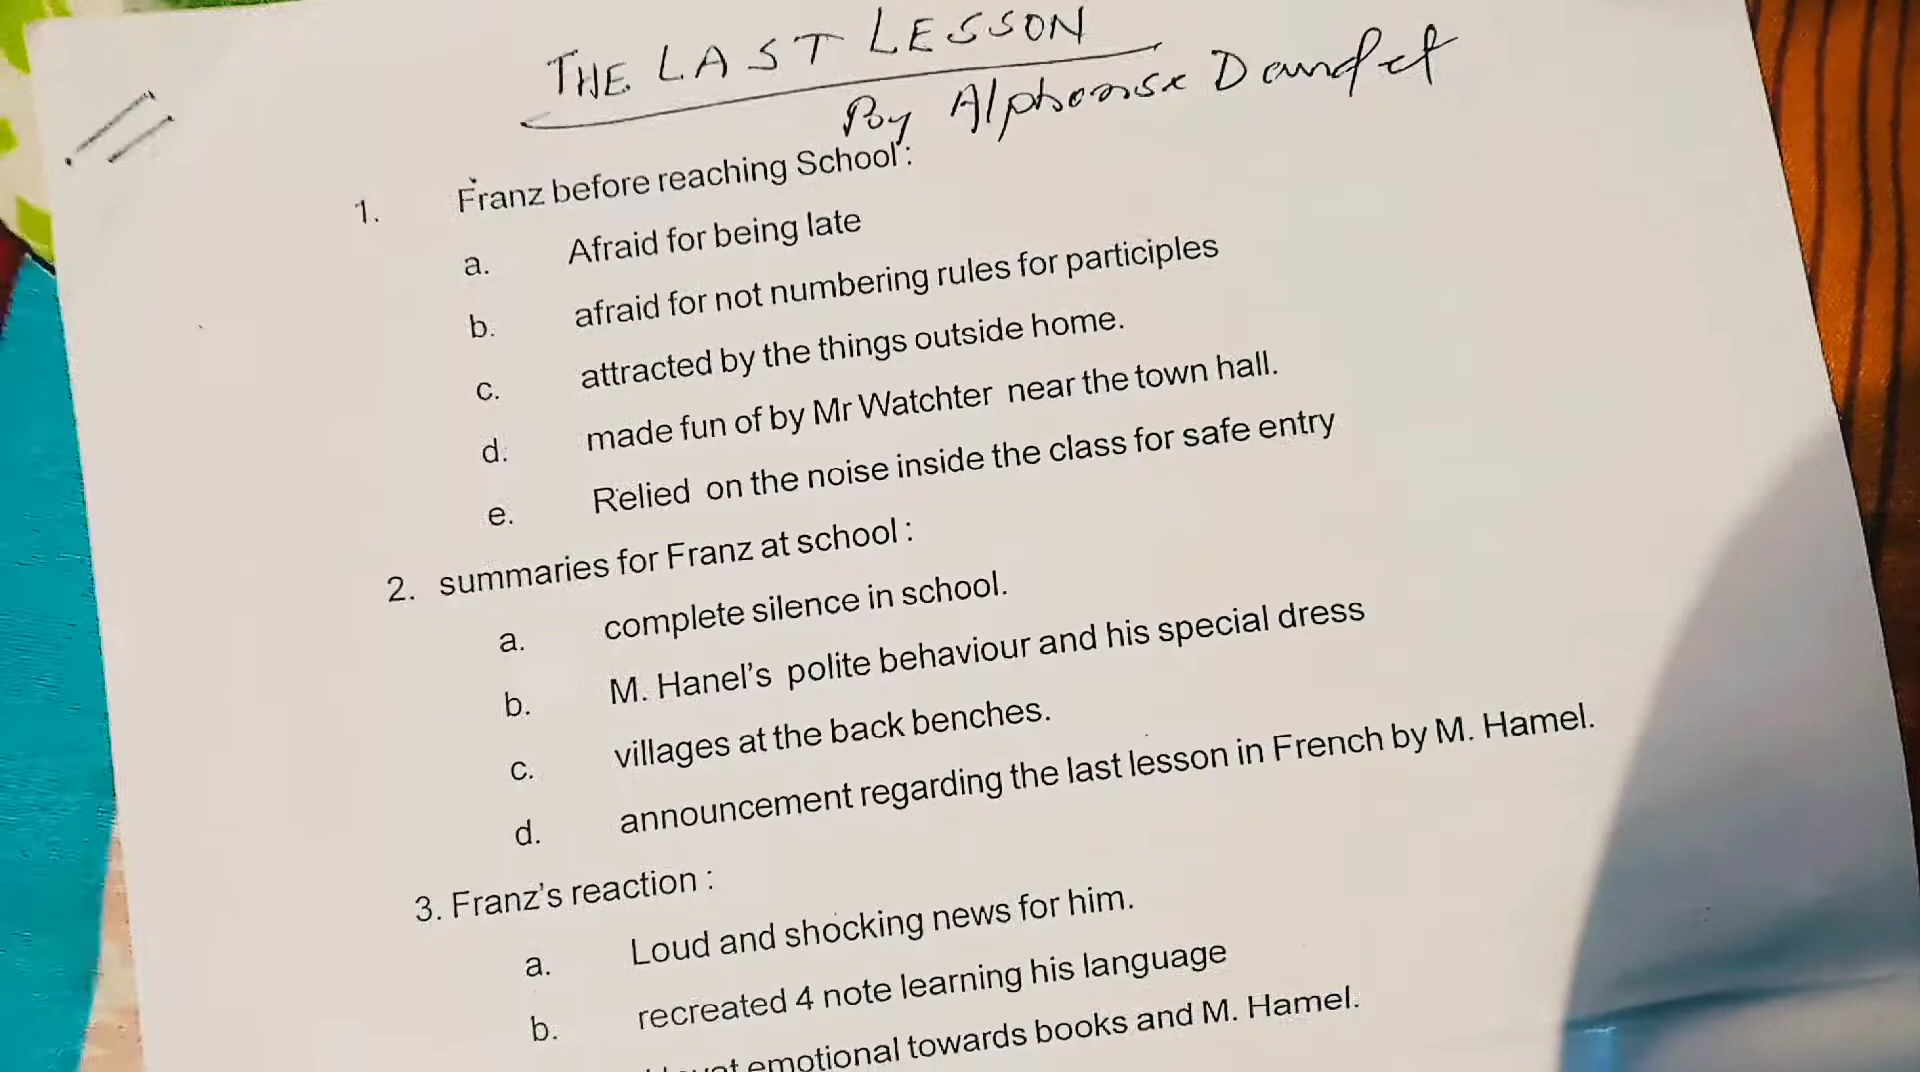 THE LAST LESSON
By Alphonse Daudet
1. Franz before reaching School :
a. Afraid for being late
b. afraid for not numbering rules for participles
c. attracted by the things outside home.
d. made fun of by Mr Watchter near the town hall.
e. Relied on the noise inside the class for safe entry
2. summaries for Franz at school :
a. complete silence in school.
b. M. Hanel's polite behaviour and his special dress
c. villages at the back benches.
d. announcement regarding the last lesson in French by M. Hamel.
3. Franz's reaction :
a. Loud and shocking news for him.
b. recreated 4 note learning his language
emotional towards books and M. Hamel.